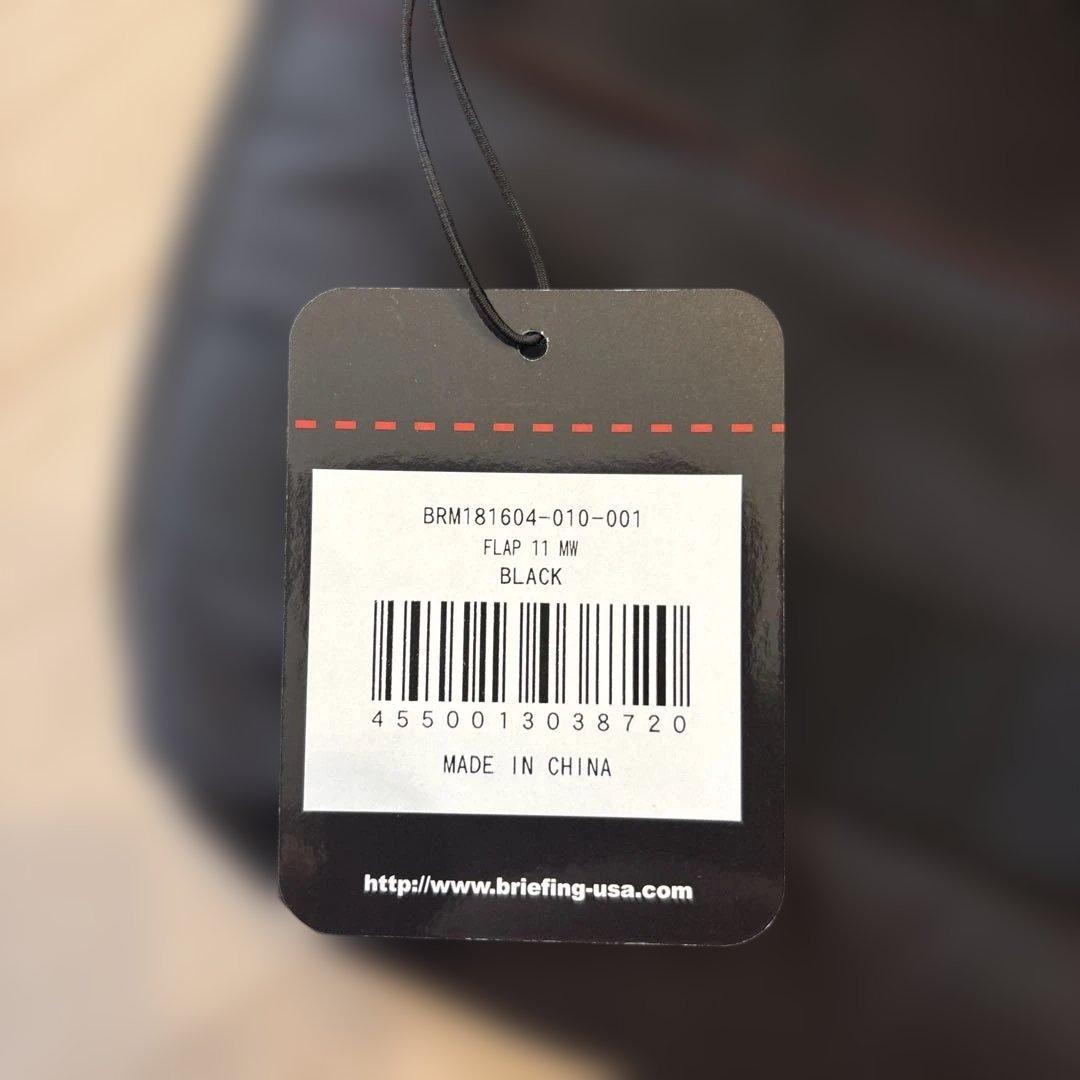 BRM181604-010-001
FLAP 11 MW
BLACK
4550013038720
MADE IN CHINA
http://www.briefing-usa.com